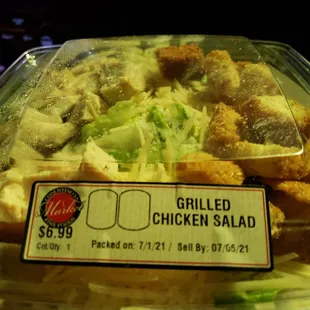 Market
GRILLED
CHICKEN SALAD
$6.99
Cnt/Qty: 1
Packed on: 7/1/21 / Sell By: 07/05/21